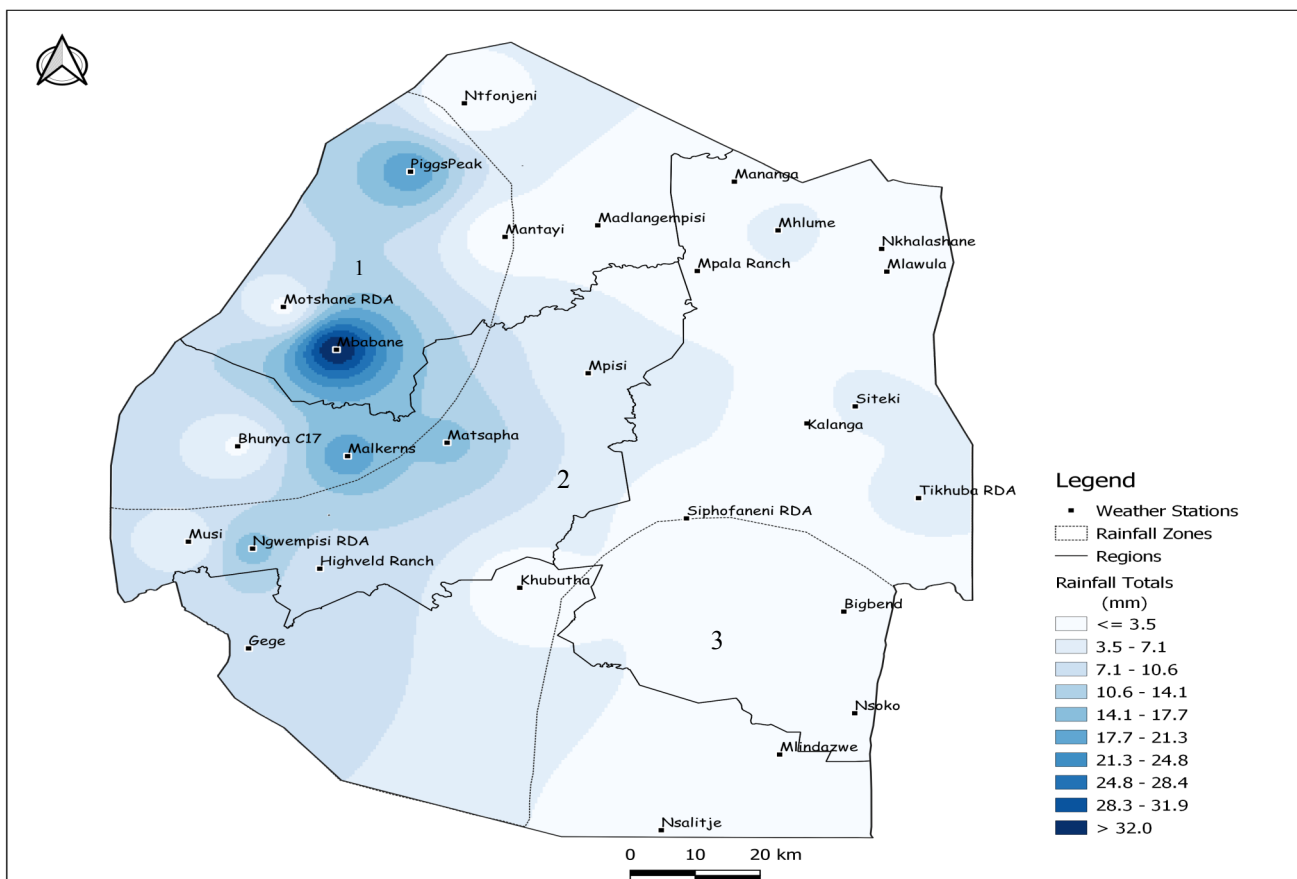 Ntfonjeni
PiggsPeak
Mananga
Mantayi
Madlangempisi
Mhlume
Nkhalashane
Mpala Ranch
Mlawula
1
Motshane RDA
Mbabane
Mpisi
Siteki
Kalanga
Bhunya C17
Malkerns
Matsapha
2
Tikhuba RDA
Siphofaneni RDA
Musi
Ngwempisi RDA
Highveld Ranch
Khubutha
Bigbend
Gege
3
Nsoko
Mlindazwe
Nsalitje
0 10 20 km
Legend
Weather Stations
Rainfall Zones
Regions
Rainfall Totals
(mm)
<= 3.5
3.5 - 7.1
7.1 - 10.6
10.6 - 14.1
14.1 - 17.7
17.7 - 21.3
21.3 - 24.8
24.8 - 28.4
28.3 - 31.9
> 32.0